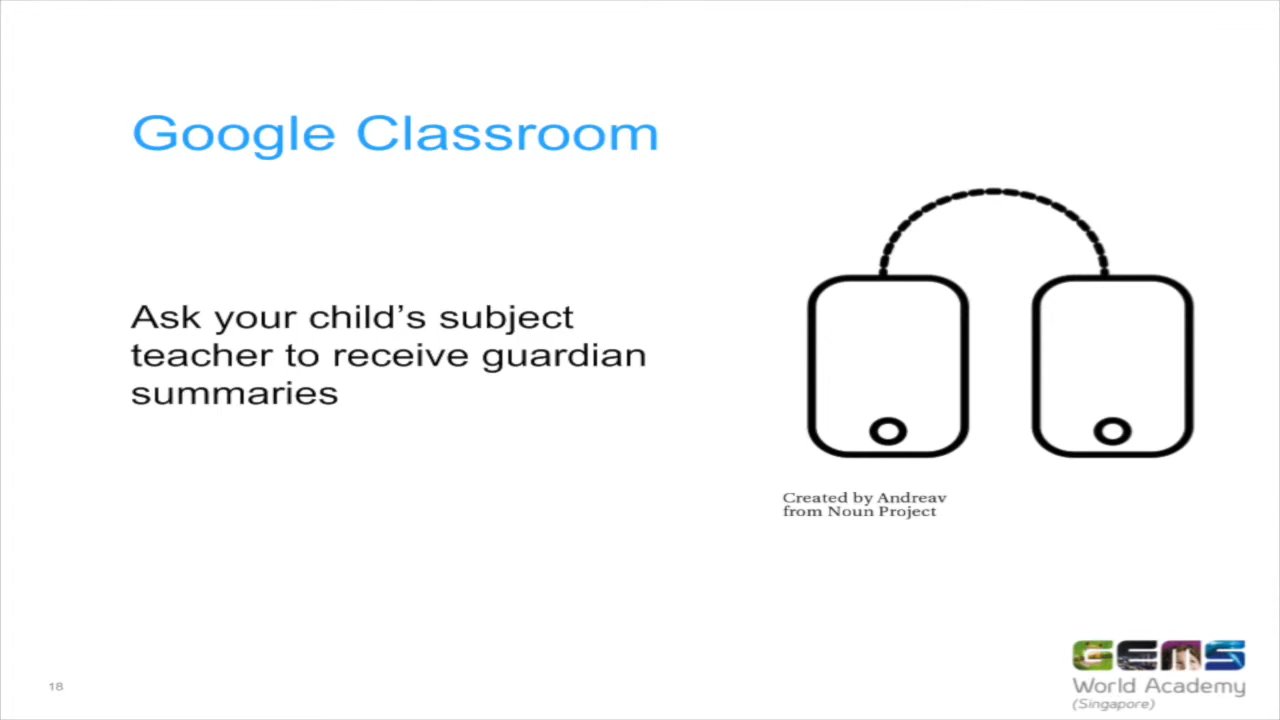 Google Classroom
Ask your child’s subject
teacher to receive guardian
summaries
Created by Andreav
from Noun Project
18
GEMS
World Academy
(Singapore)